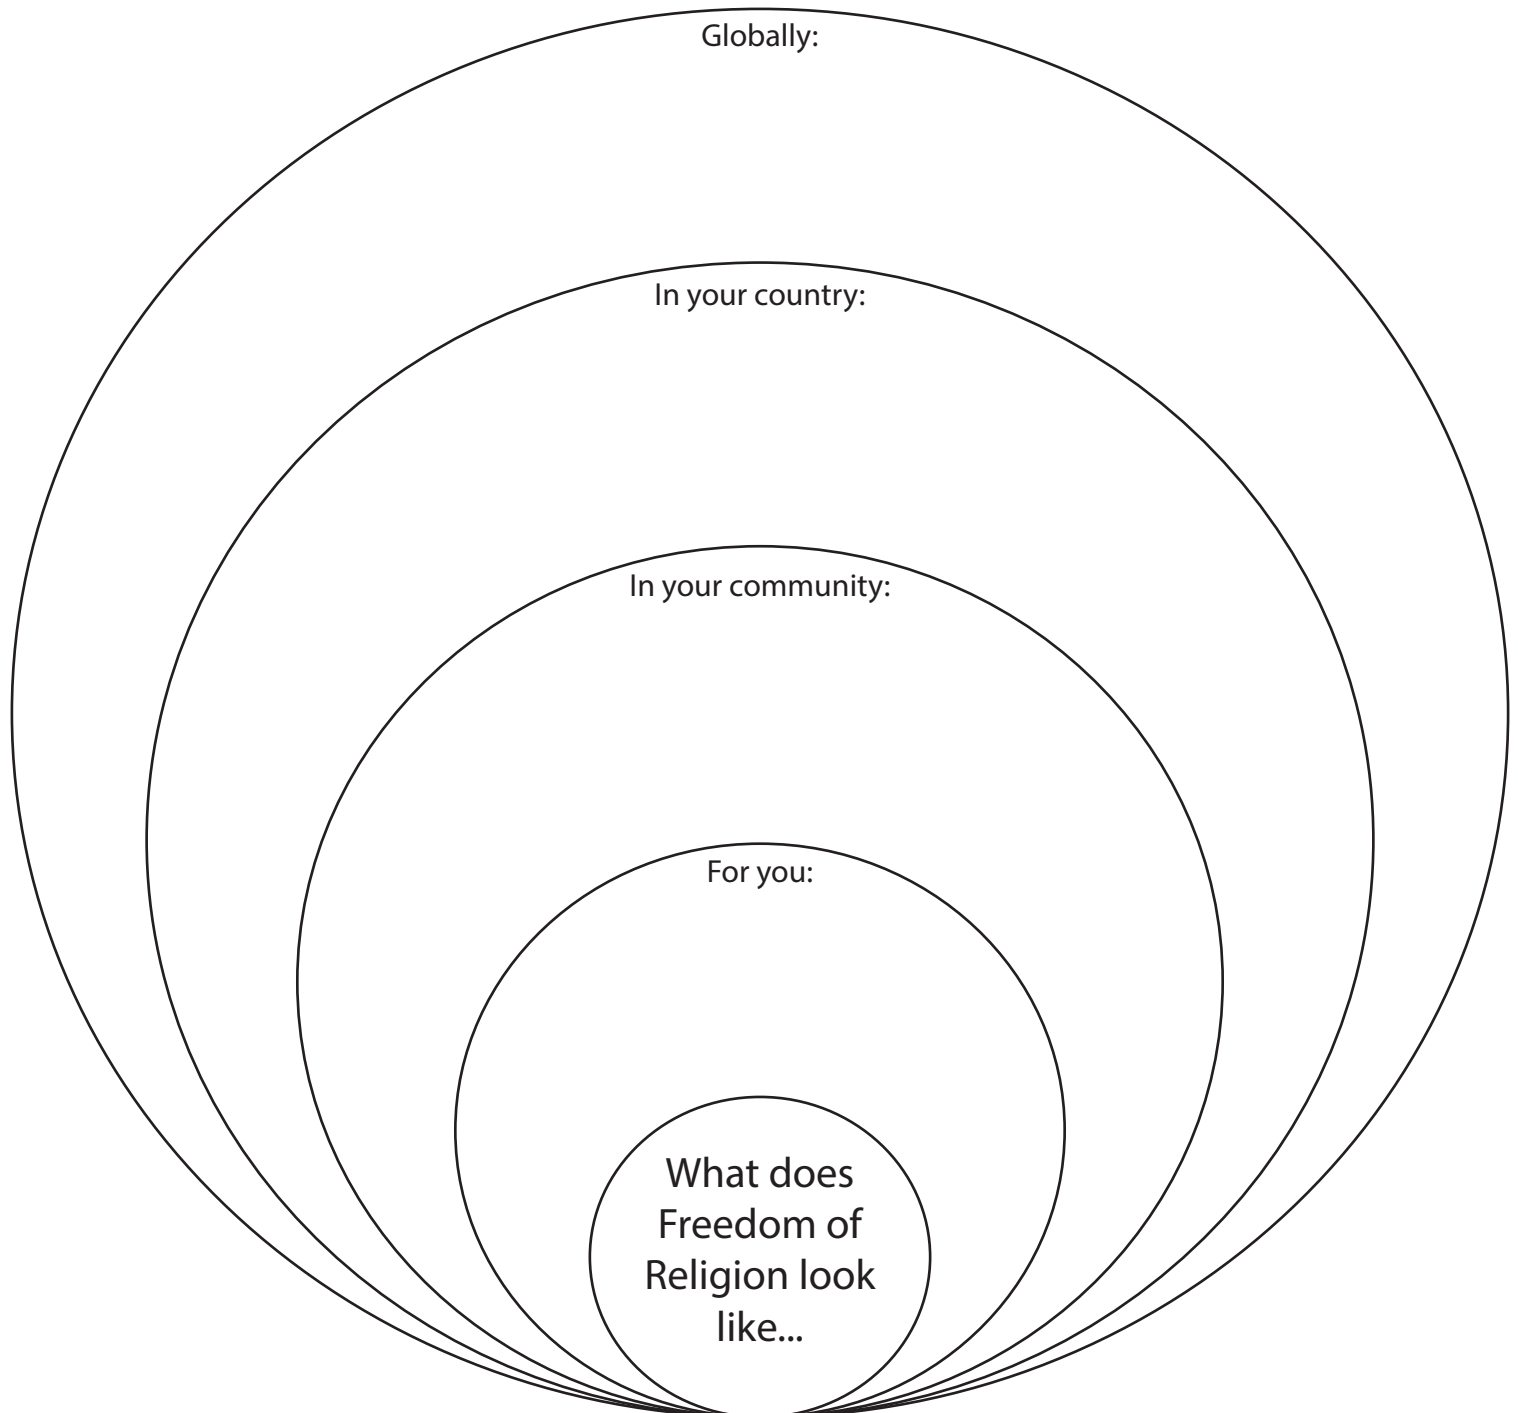 Globally:
In your country:
In your community:
For you:
What does
Freedom of
Religion look
like...